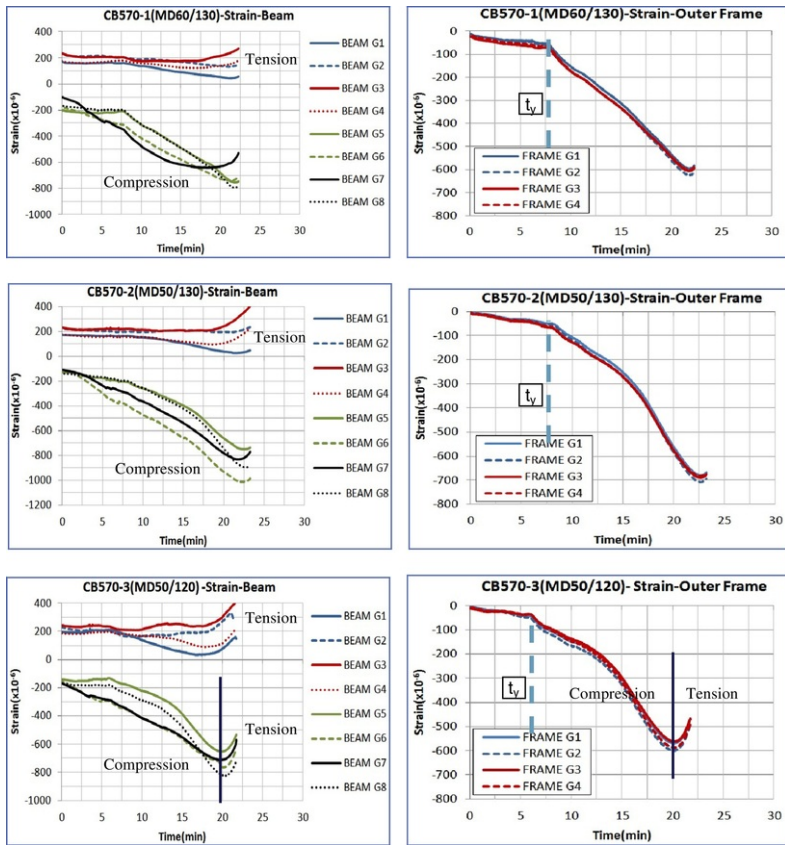 CB570-1(MD60/130)-Strain-Beam
400
200
0
-200
-400
-600
-800
-1000
Strain(x10⁻⁶)
0 5 10 15 20 25 30
Time(min)
Tension
Compression
BEAM G1
BEAM G2
BEAM G3
BEAM G4
BEAM G5
BEAM G6
BEAM G7
BEAM G8
CB570-1(MD60/130)-Strain-Outer Frame
0
-100
-200
-300
-400
-500
-600
-700
-800
Strain(x10⁻⁶)
0 5 10 15 20 25 30
Time(min)
tᵧ
FRAME G1
FRAME G2
FRAME G3
FRAME G4
CB570-2(MD50/130)-Strain-Beam
400
200
0
-200
-400
-600
-800
-1000
-1200
Strain(x10⁻⁶)
0 5 10 15 20 25 30
Time(min)
Tension
Compression
BEAM G1
BEAM G2
BEAM G3
BEAM G4
BEAM G5
BEAM G6
BEAM G7
BEAM G8
CB570-2(MD50/130)-Strain-Outer Frame
0
-100
-200
-300
-400
-500
-600
-700
-800
Strain(x10⁻⁶)
0 5 10 15 20 25 30
Time(min)
tᵧ
FRAME G1
FRAME G2
FRAME G3
FRAME G4
CB570-3(MD50/120) -Strain-Beam
400
200
0
-200
-400
-600
-800
-1000
Strain(x10⁻⁶)
0 5 10 15 20 25 30
Time(min)
Tension
Tension
Compression
BEAM G1
BEAM G2
BEAM G3
BEAM G4
BEAM G5
BEAM G6
BEAM G7
BEAM G8
CB570-3(MD50/120)- Strain-Outer Frame
0
-100
-200
-300
-400
-500
-600
-700
-800
Strain(x10⁻⁶)
0 5 10 15 20 25 30
Time(min)
tᵧ
Compression
Tension
FRAME G1
FRAME G2
FRAME G3
FRAME G4